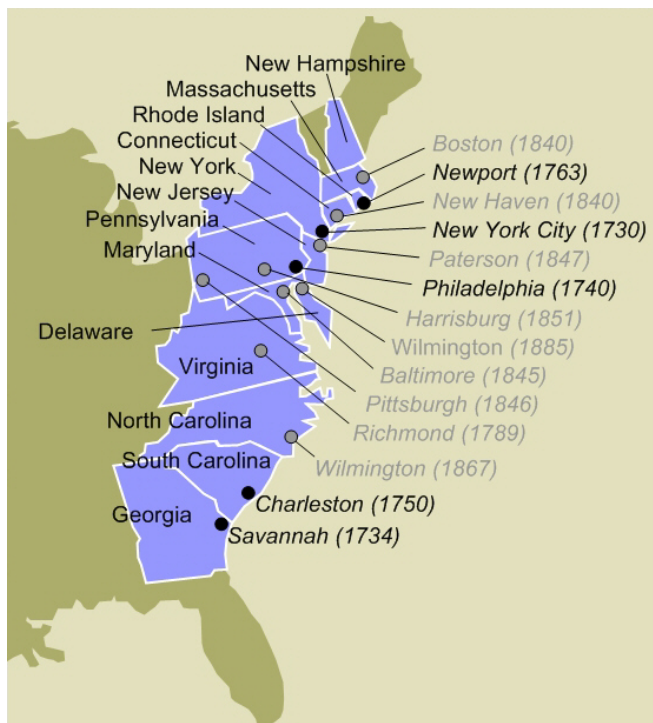 New Hampshire
Massachusetts
Rhode Island
Connecticut
Boston (1840)
New York
Newport (1763)
New Jersey
New Haven (1840)
Pennsylvania
New York City (1730)
Maryland
Paterson (1847)
Philadelphia (1740)
Harrisburg (1851)
Delaware
Wilmington (1885)
Virginia
Baltimore (1845)
Pittsburgh (1846)
North Carolina
Richmond (1789)
South Carolina
Wilmington (1867)
Charleston (1750)
Georgia
Savannah (1734)